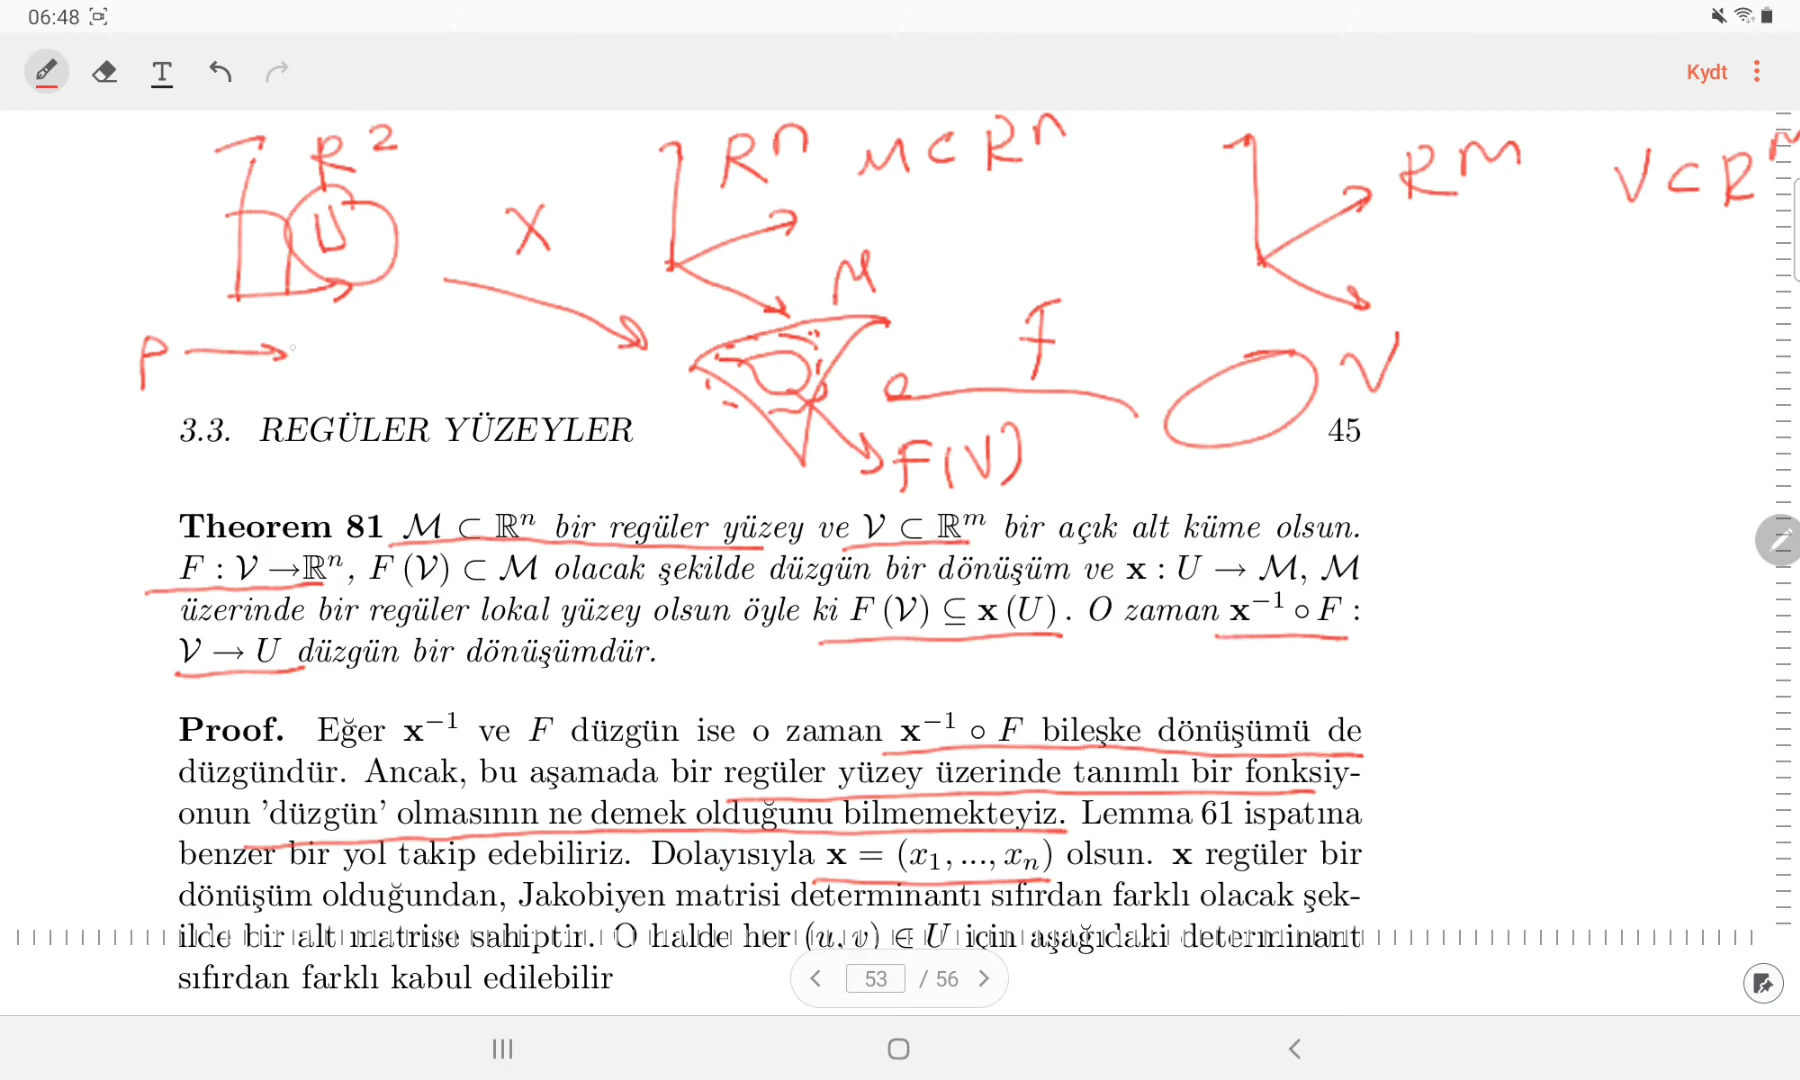 06:48
T
Kydt
R² R^n M ⊂ R^n R^m V ⊂ R^m
U X M
P → F V
F(V)
3.3. REGÜLER YÜZEYLER 45
Theorem 81 ℳ ⊂ ℝⁿ bir regüler yüzey ve 𝒱 ⊂ ℝᵐ bir açık alt küme olsun.
F : 𝒱 →ℝⁿ, F (𝒱) ⊂ ℳ olacak şekilde düzgün bir dönüşüm ve x : U → ℳ, ℳ
üzerinde bir regüler lokal yüzey olsun öyle ki F (𝒱) ⊆ x (U). O zaman x⁻¹ ∘ F :
𝒱 → U düzgün bir dönüşümdür.
Proof. Eğer x⁻¹ ve F düzgün ise o zaman x⁻¹ ∘ F bileşke dönüşümü de
düzgündür. Ancak, bu aşamada bir regüler yüzey üzerinde tanımlı bir fonksiy-
onun 'düzgün' olmasının ne demek olduğunu bilmemekteyiz. Lemma 61 ispatına
benzer bir yol takip edebiliriz. Dolayısıyla x = (x₁, ..., xₙ) olsun. x regüler bir
dönüşüm olduğundan, Jakobiyen matrisi determinantı sıfırdan farklı olacak şek-
ilde bir alt matrise sahiptir. O halde her (u, v) ∈ U için aşağıdaki determinant
sıfırdan farklı kabul edilebilir
53 / 56